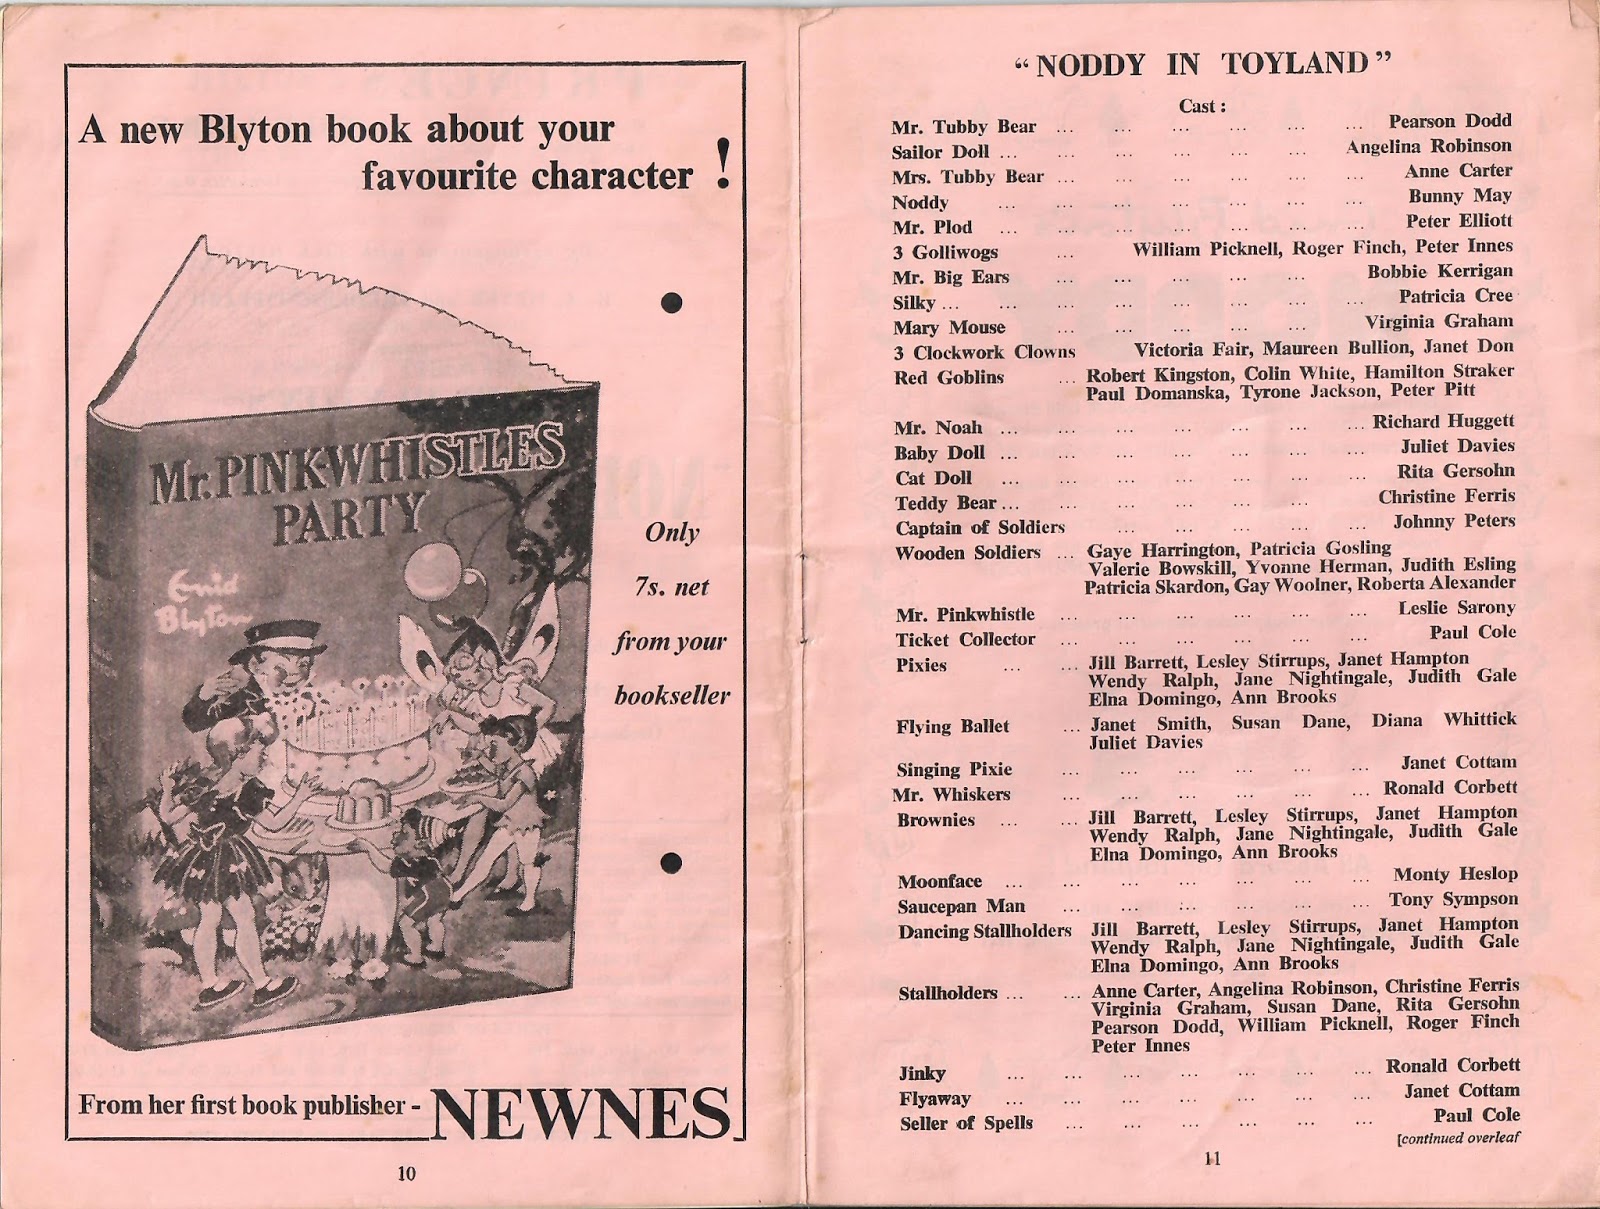 A new Blyton book about your
favourite character !
Mr. PINK-WHISTLES
PARTY
Enid
Blyton
Only
7s. net
from your
bookseller
From her first book publisher - NEWNES
10
“NODDY IN TOYLAND”
Cast :
Mr. Tubby Bear ... ... ... ... ... ... Pearson Dodd
Sailor Doll ... ... ... ... ... ... Angelina Robinson
Mrs. Tubby Bear ... ... ... ... ... ... Anne Carter
Noddy ... ... ... ... ... ... ... Bunny May
Mr. Plod ... ... ... ... ... ... ... Peter Elliott
3 Golliwogs ... William Picknell, Roger Finch, Peter Innes
Mr. Big Ears ... ... ... ... ... Bobbie Kerrigan
Silky ... ... ... ... ... ... ... Patricia Cree
Mary Mouse ... ... ... ... ... Virginia Graham
3 Clockwork Clowns Victoria Fair, Maureen Bullion, Janet Don
Red Goblins ... Robert Kingston, Colin White, Hamilton Straker
Paul Domanska, Tyrone Jackson, Peter Pitt
Mr. Noah ... ... ... ... ... ... ... Richard Huggett
Baby Doll ... ... ... ... ... ... ... Juliet Davies
Cat Doll ... ... ... ... ... ... ... Rita Gersohn
Teddy Bear ... ... ... ... ... ... Christine Ferris
Captain of Soldiers ... ... ... ... ... Johnny Peters
Wooden Soldiers ... Gaye Harrington, Patricia Gosling
Valerie Bowskill, Yvonne Herman, Judith Esling
Patricia Skardon, Gay Woolner, Roberta Alexander
Mr. Pinkwhistle ... ... ... ... ... ... Leslie Sarony
Ticket Collector ... ... ... ... ... ... Paul Cole
Pixies ... ... Jill Barrett, Lesley Stirrups, Janet Hampton
Wendy Ralph, Jane Nightingale, Judith Gale
Elna Domingo, Ann Brooks
Flying Ballet ... Janet Smith, Susan Dane, Diana Whittick
Juliet Davies
Singing Pixie ... ... ... ... ... ... Janet Cottam
Mr. Whiskers ... ... ... ... ... ... Ronald Corbett
Brownies ... ... Jill Barrett, Lesley Stirrups, Janet Hampton
Wendy Ralph, Jane Nightingale, Judith Gale
Elna Domingo, Ann Brooks
Moonface ... ... ... ... ... ... ... Monty Heslop
Saucepan Man ... ... ... ... ... ... Tony Sympson
Dancing Stallholders Jill Barrett, Lesley Stirrups, Janet Hampton
Wendy Ralph, Jane Nightingale, Judith Gale
Elna Domingo, Ann Brooks
Stallholders ... ... Anne Carter, Angelina Robinson, Christine Ferris
Virginia Graham, Susan Dane, Rita Gersohn
Pearson Dodd, William Picknell, Roger Finch
Peter Innes
Jinky ... ... ... ... ... ... ... Ronald Corbett
Flyaway ... ... ... ... ... ... ... Janet Cottam
Seller of Spells ... ... ... ... ... ... Paul Cole
[continued overleaf
11